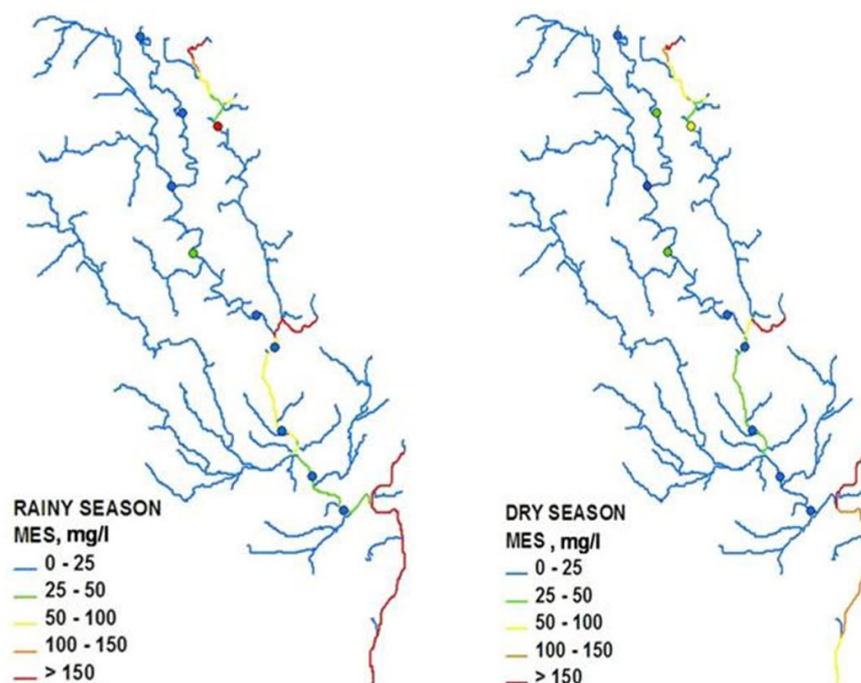 RAINY SEASON
MES, mg/l
0 - 25
25 - 50
50 - 100
100 - 150
> 150
DRY SEASON
MES , mg/l
0 - 25
25 - 50
50 - 100
100 - 150
> 150